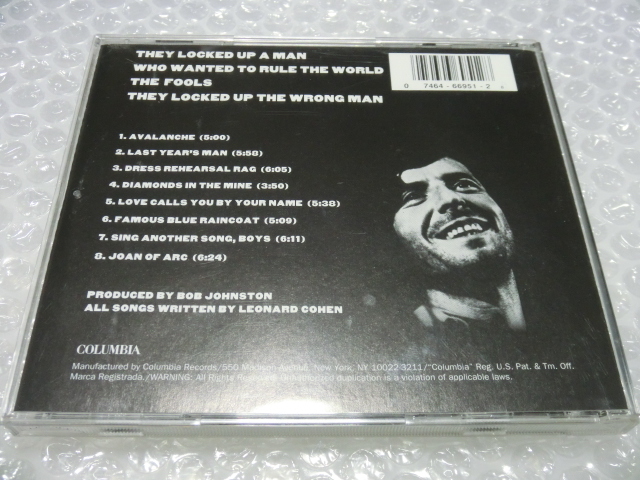 THEY LOCKED UP A MAN
WHO WANTED TO RULE THE WORLD
THE FOOLS
THEY LOCKED UP THE WRONG MAN
0 7464-66951-2
1. AVALANCHE (5:00)
2. LAST YEAR'S MAN (5:58)
3. DRESS REHEARSAL RAG (6:05)
4. DIAMONDS IN THE MINE (3:50)
5. LOVE CALLS YOU BY YOUR NAME (5:38)
6. FAMOUS BLUE RAINCOAT (5:09)
7. SING ANOTHER SONG, BOYS (6:11)
8. JOAN OF ARC (6:24)
PRODUCED BY BOB JOHNSTON
ALL SONGS WRITTEN BY LEONARD COHEN
COLUMBIA
Manufactured by Columbia Records/550 Madison Avenue, New York, NY 10022-3211/"Columbia" Reg. U.S. Pat. & Tm. Off.
Marca Registrada./WARNING: All Rights Reserved. Unauthorized duplication is a violation of applicable laws.